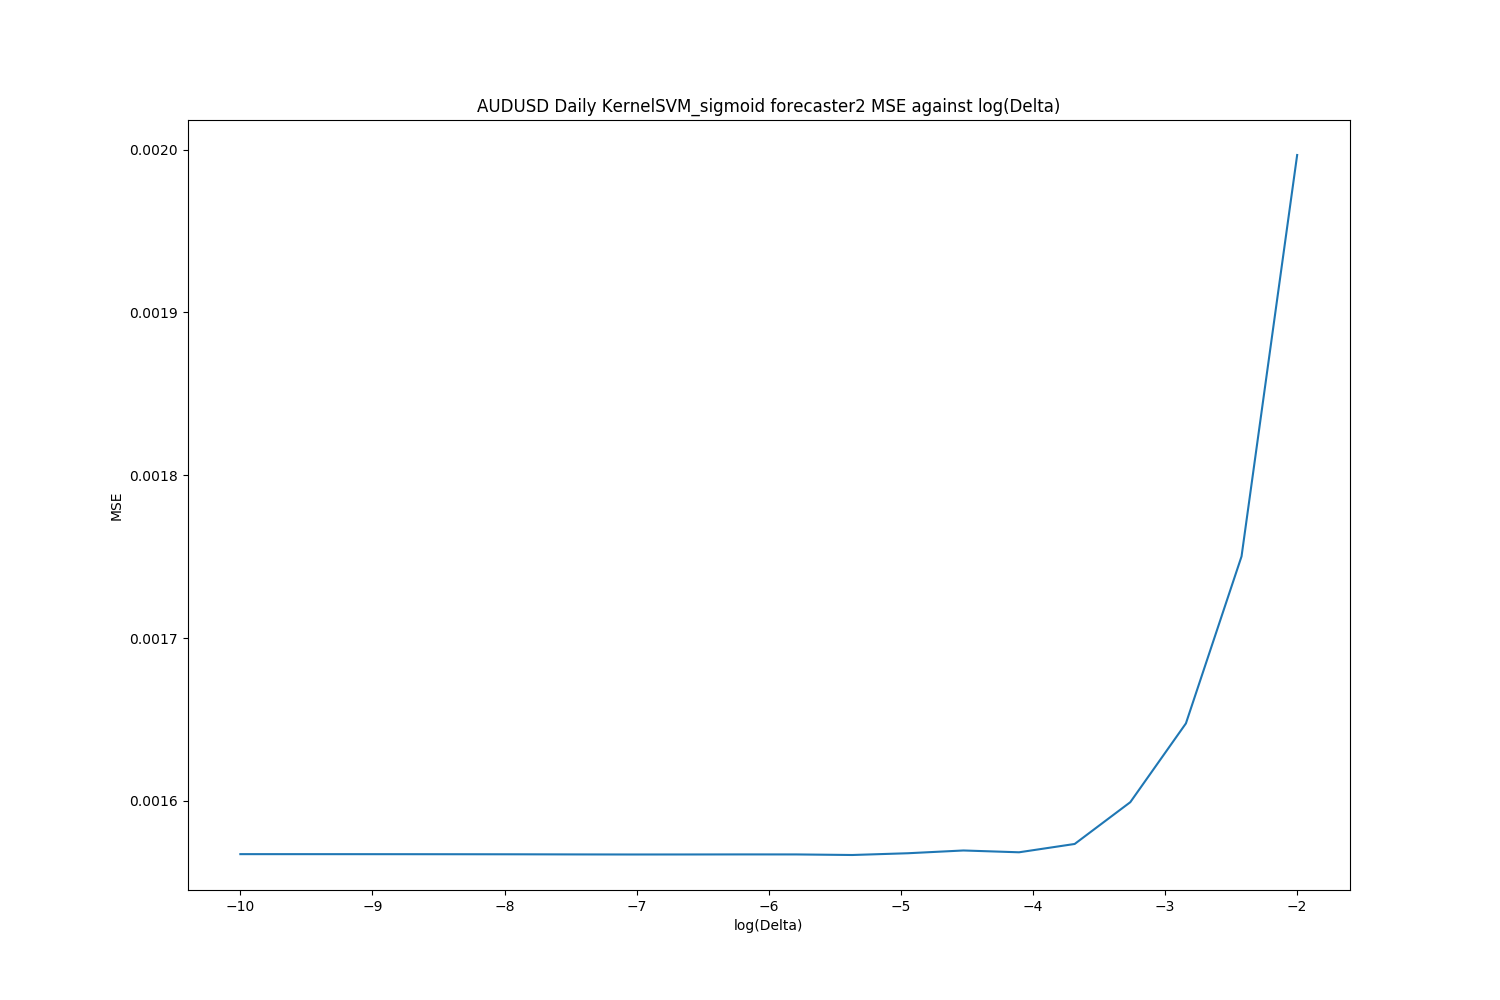 AUDUSD Daily KernelSVM_sigmoid forecaster2 MSE against log(Delta)
0.0020
0.0019
0.0018
0.0017
0.0016
MSE
−10 −9 −8 −7 −6 −5 −4 −3 −2
log(Delta)